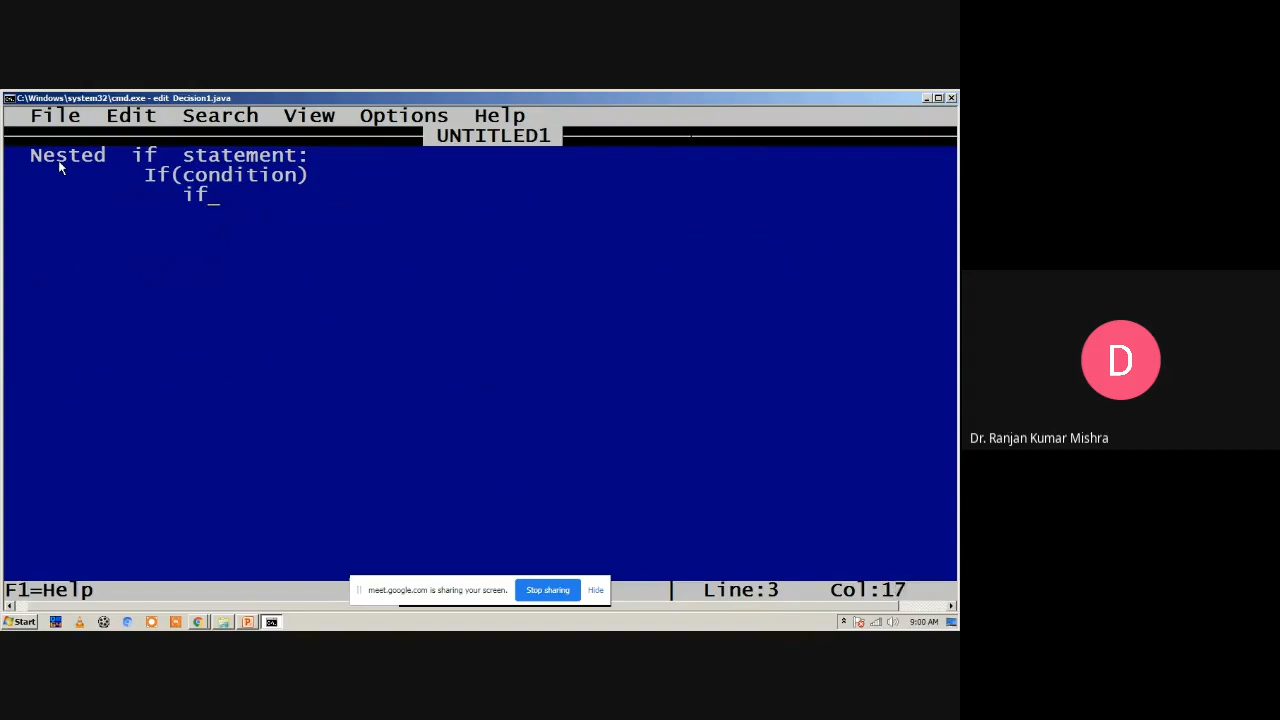 C:\Windows\system32\cmd.exe - edit Decision1.java
File Edit Search View Options Help
UNTITLED1
Nested if statement:
If(condition)
if_
D
Dr. Ranjan Kumar Mishra
F1=Help
meet.google.com is sharing your screen. Stop sharing Hide
Line:3 Col:17
Start
9:00 AM